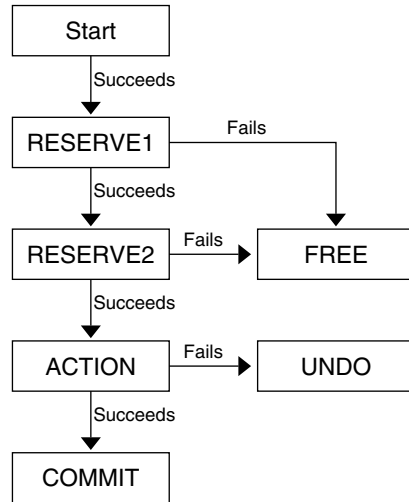 Start
Succeeds
RESERVE1
Fails
Succeeds
RESERVE2
Fails
FREE
Succeeds
ACTION
Fails
UNDO
Succeeds
COMMIT